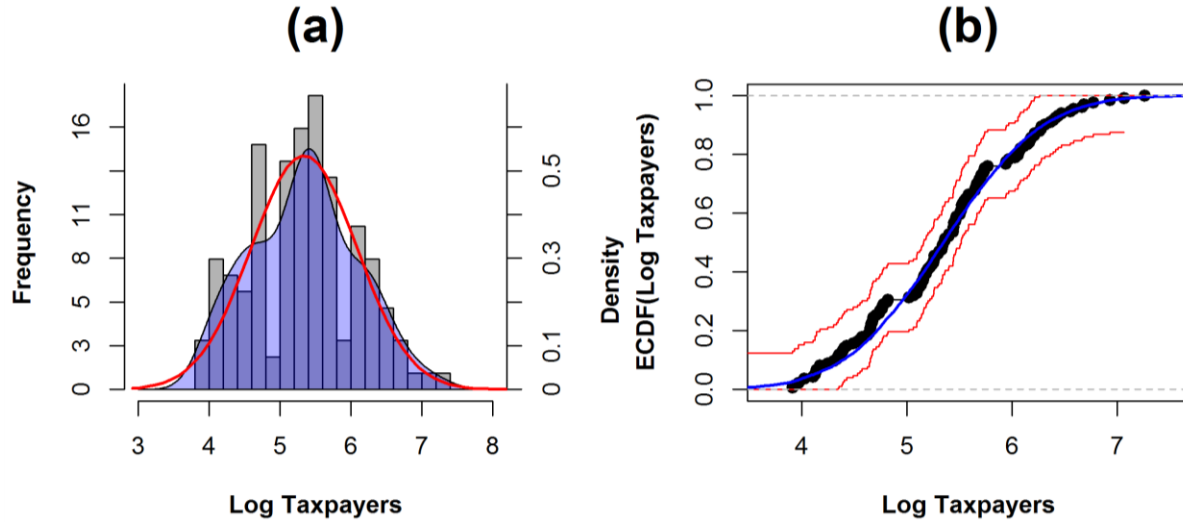 (a)
Frequency
16
11
8
5
3
0
0.5
0.3
0.1
0
Density
3 4 5 6 7 8
Log Taxpayers
(b)
ECDF(Log Taxpayers)
1.0
0.8
0.6
0.4
0.2
0.0
4 5 6 7 8
Log Taxpayers